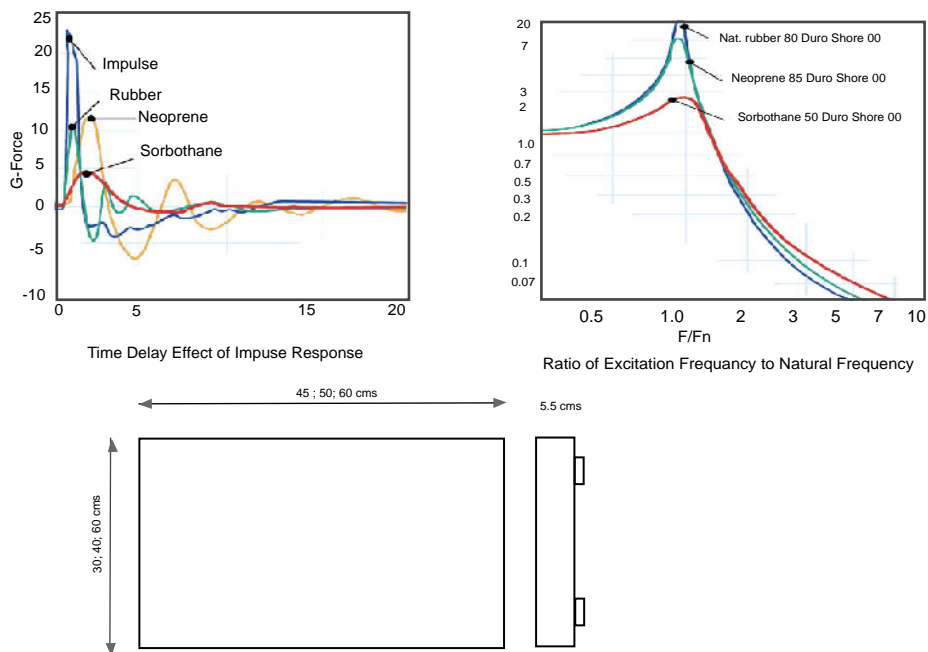 25
20
15
10
5
0
-5
-10
G-Force
Impulse
Rubber
Neoprene
Sorbothane
0 5 15 20
Time Delay Effect of Impuse Response
20
7
3
2
1.0
0.7
0.5
0.3
0.2
0.1
0.07
Nat. rubber 80 Duro Shore 00
Neoprene 85 Duro Shore 00
Sorbothane 50 Duro Shore 00
0.5 1.0 2 3 5 7 10
F/Fn
Ratio of Excitation Frequancy to Natural Frequency
45 ; 50; 60 cms
5.5 cms
30; 40; 60 cms